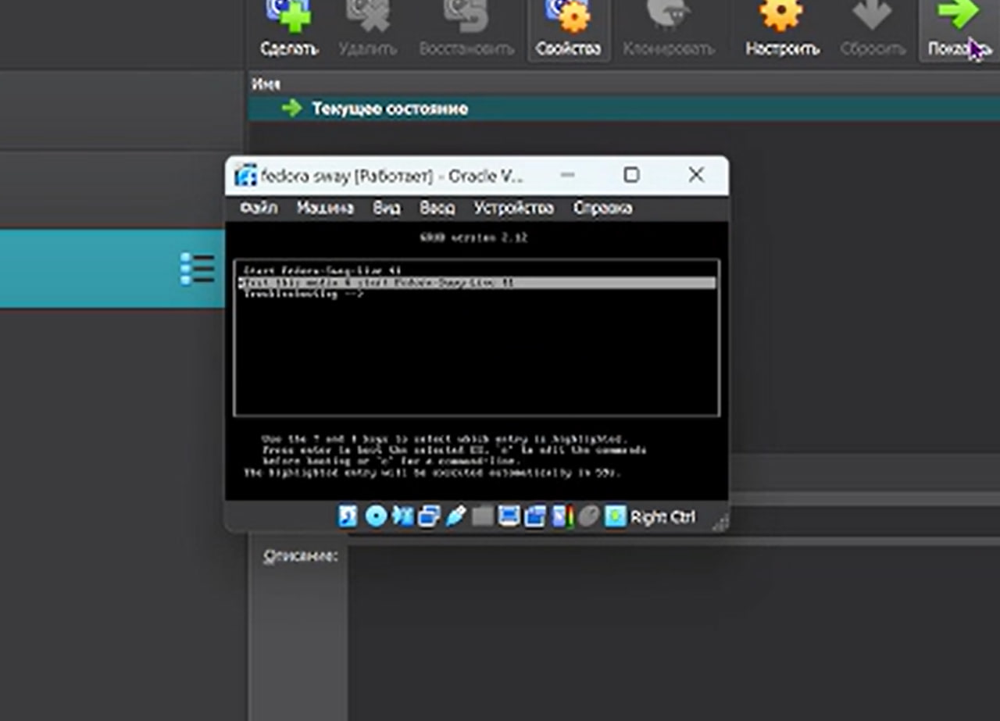 Сделать Удалить Восстановить Свойства Клонировать Настроить Сбросить
Имя
Текущее состояние
fedora sway [Работает] - Oracle V...
Файл Машина Вид Ввод Устройства Справка
GRUB version 2.12
Start Fedora-Sway-Live 41
Test this media & start Fedora-Sway-Live 41
Troubleshooting -->
Use the ↑ and ↓ keys to select which entry is highlighted.
Press enter to boot the selected OS, `e' to edit the commands
before booting or `c' for a command-line.
The highlighted entry will be executed automatically in 59s.
Right Ctrl
Описание: